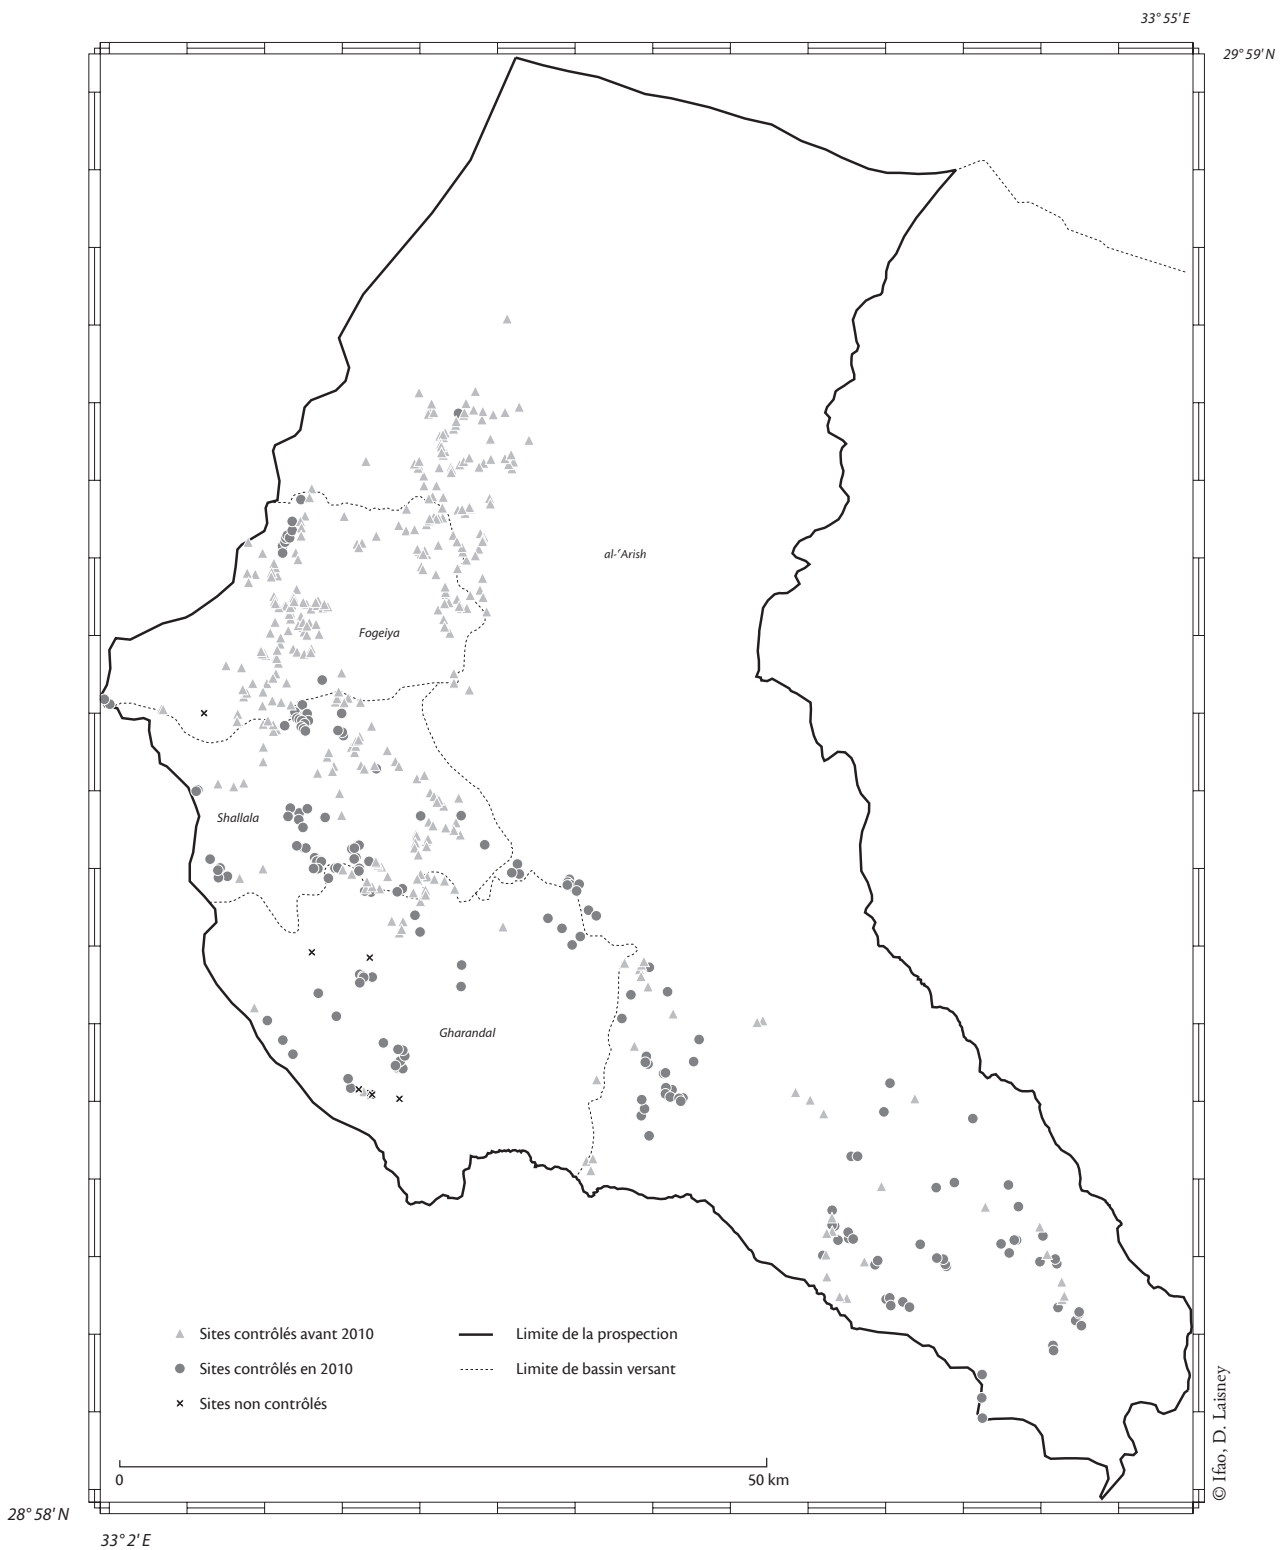 33° 55' E
29° 59' N
al-‘Arish
Fogeiya
Shallala
Gharandal
Sites contrôlés avant 2010
Sites contrôlés en 2010
Sites non contrôlés
Limite de la prospection
Limite de bassin versant
0
50 km
© Ifao, D. Laisney
28° 58' N
33° 2' E